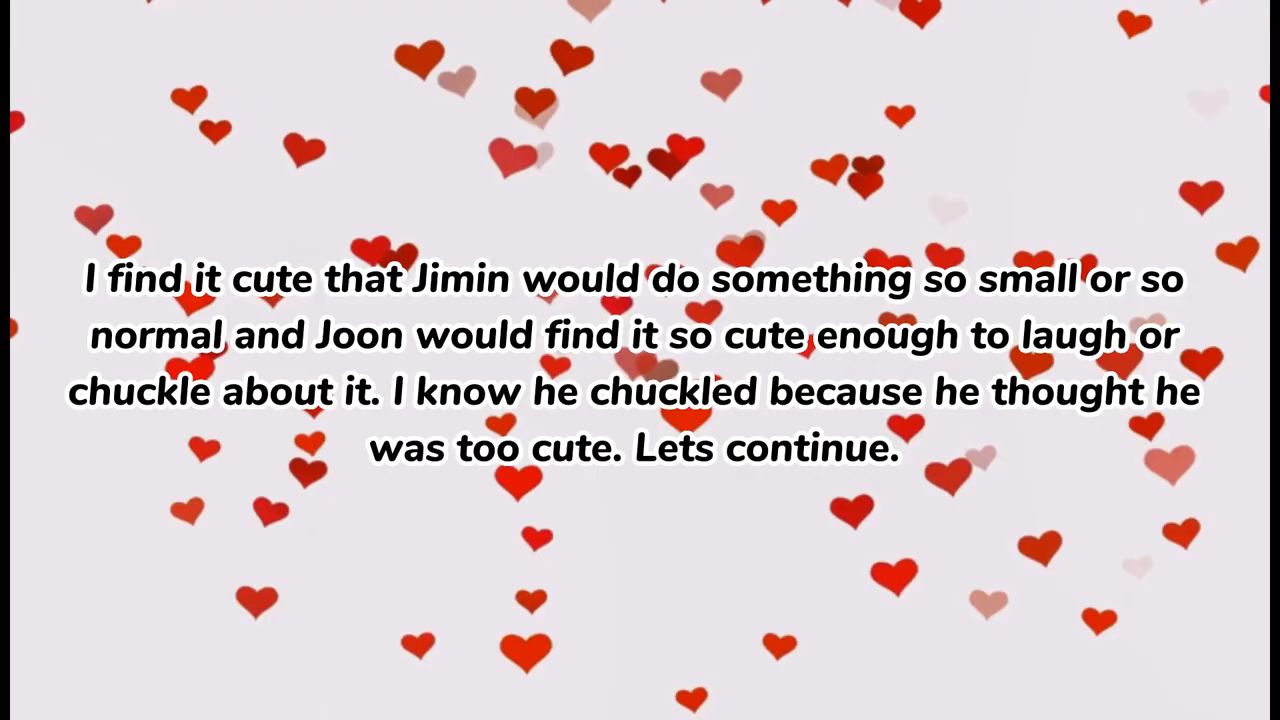 I find it cute that Jimin would do something so small or so
normal and Joon would find it so cute enough to laugh or
chuckle about it. I know he chuckled because he thought he
was too cute. Lets continue.